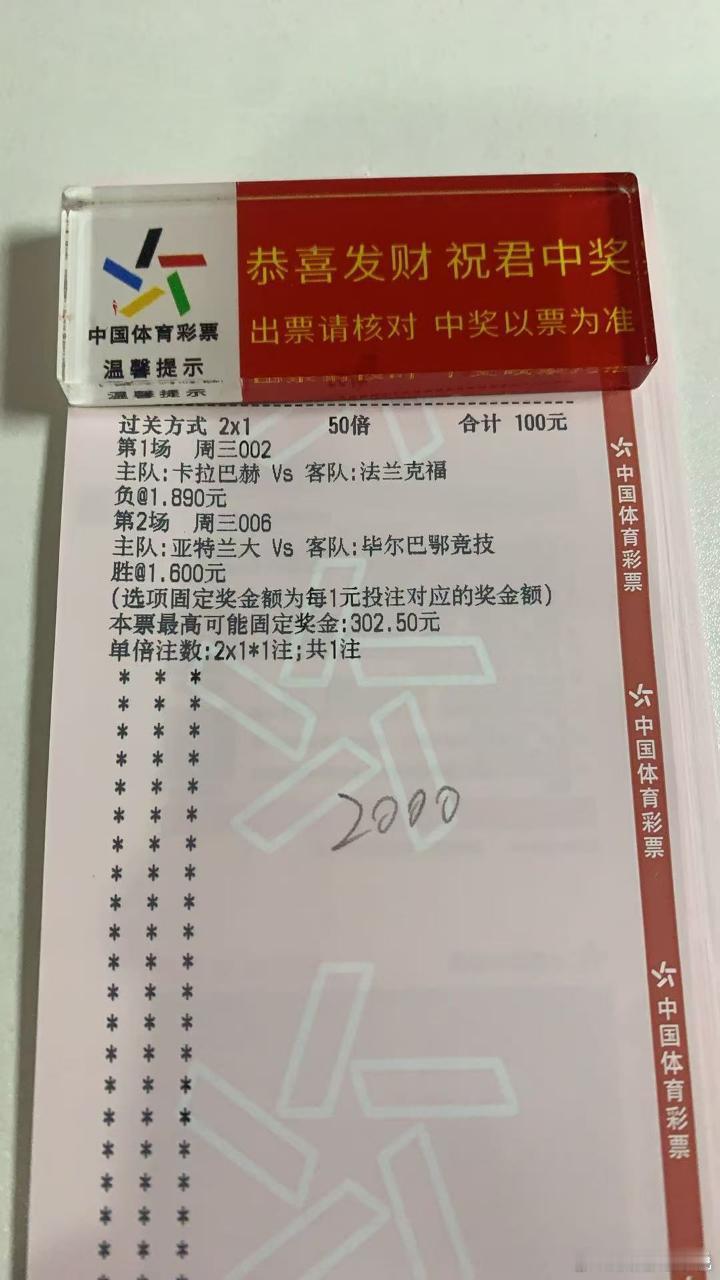 恭喜发财 祝君中奖
出票请核对 中奖以票为准
中国体育彩票
温馨提示
过关方式 2x1 50倍 合计 100元
第1场 周三002
主队:卡拉巴赫 Vs 客队:法兰克福
负@1.890元
第2场 周三006
主队:亚特兰大 Vs 客队:毕尔巴鄂竞技
胜@1.600元
(选项固定奖金额为每1元投注对应的奖金额)
本票最高可能固定奖金:302.50元
单倍注数:2x1*1注;共1注
2000
中国体育彩票
中国体育彩票
中国体育彩票